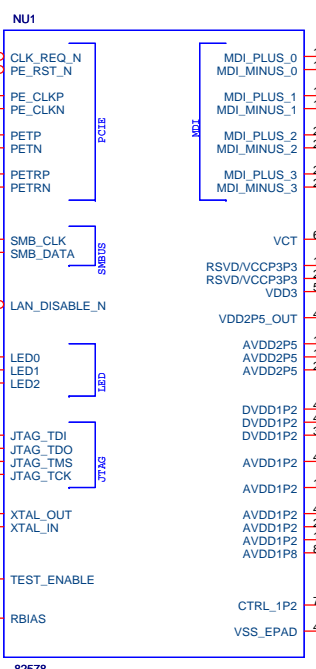 NU1
CLK_REQ_N
PE_RST_N
PE_CLKP
PE_CLKN
PETP
PETN
PETRP
PETRN
PCIE
SMB_CLK
SMB_DATA
SMBUS
LAN_DISABLE_N
LED0
LED1
LED2
LED
JTAG_TDI
JTAG_TDO
JTAG_TMS
JTAG_TCK
JTAG
XTAL_OUT
XTAL_IN
TEST_ENABLE
RBIAS
MDI
MDI_PLUS_0
MDI_MINUS_0
MDI_PLUS_1
MDI_MINUS_1
MDI_PLUS_2
MDI_MINUS_2
MDI_PLUS_3
MDI_MINUS_3
VCT
RSVD/VCCP3P3
RSVD/VCCP3P3
VDD3
VDD2P5_OUT
AVDD2P5
AVDD2P5
AVDD2P5
DVDD1P2
DVDD1P2
DVDD1P2
AVDD1P2
AVDD1P2
AVDD1P2
AVDD1P2
AVDD1P2
AVDD1P8
CTRL_1P2
VSS_EPAD
82578